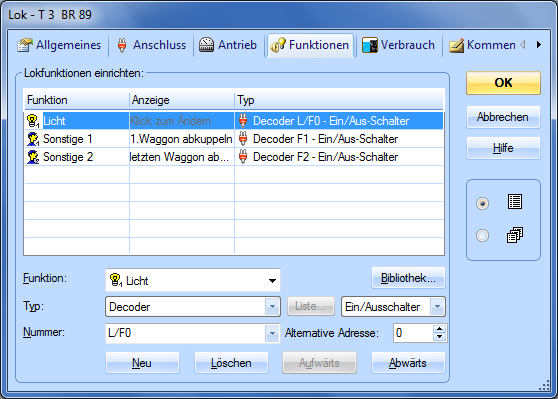 Lok - T 3 BR 89
Allgemeines Anschluss Antrieb Funktionen Verbrauch Kommen
Lokfunktionen einrichten:
Funktion Anzeige Typ
Licht Klick zum Ändern Decoder L/F0 - Ein/Aus-Schalter
Sonstige 1 1.Waggon abkuppeln Decoder F1 - Ein/Aus-Schalter
Sonstige 2 letzten Waggon ab... Decoder F2 - Ein/Aus-Schalter
OK
Abbrechen
Hilfe
Funktion: Licht Bibliothek...
Typ: Decoder Liste... Ein/Ausschalter
Nummer: L/F0 Alternative Adresse: 0
Neu Löschen Aufwärts Abwärts